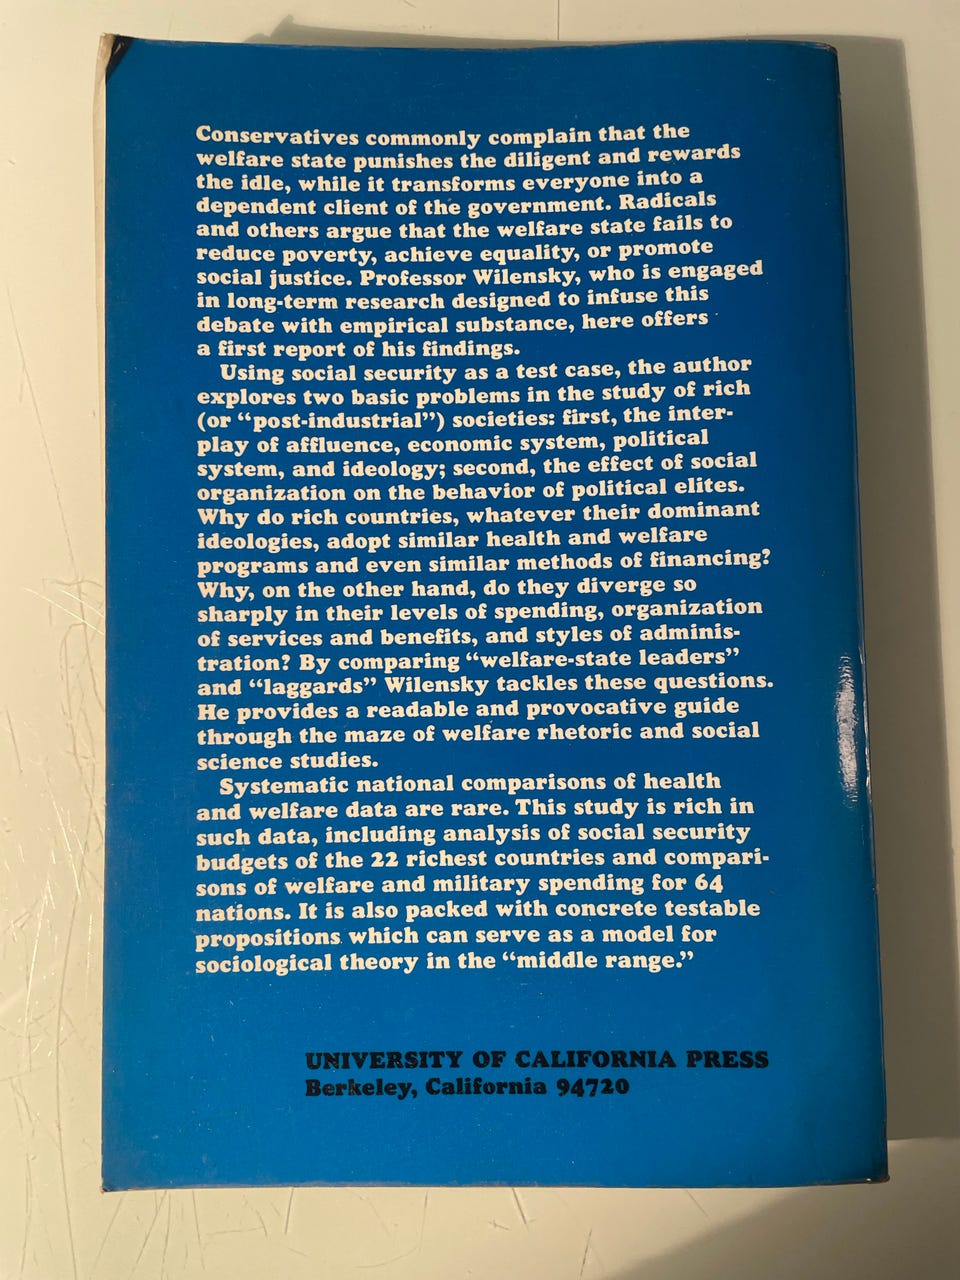 Conservatives commonly complain that the
welfare state punishes the diligent and rewards
the idle, while it transforms everyone into a
dependent client of the government. Radicals
and others argue that the welfare state fails to
reduce poverty, achieve equality, or promote
social justice. Professor Wilensky, who is engaged
in long-term research designed to infuse this
debate with empirical substance, here offers
a first report of his findings.
Using social security as a test case, the author
explores two basic problems in the study of rich
(or “post-industrial”) societies: first, the inter-
play of affluence, economic system, political
system, and ideology; second, the effect of social
organization on the behavior of political elites.
Why do rich countries, whatever their dominant
ideologies, adopt similar health and welfare
programs and even similar methods of financing?
Why, on the other hand, do they diverge so
sharply in their levels of spending, organization
of services and benefits, and styles of adminis-
tration? By comparing “welfare-state leaders”
and “laggards” Wilensky tackles these questions.
He provides a readable and provocative guide
through the maze of welfare rhetoric and social
science studies.
Systematic national comparisons of health
and welfare data are rare. This study is rich in
such data, including analysis of social security
budgets of the 22 richest countries and compari-
sons of welfare and military spending for 64
nations. It is also packed with concrete testable
propositions which can serve as a model for
sociological theory in the “middle range.”
UNIVERSITY OF CALIFORNIA PRESS
Berkeley, California 94720